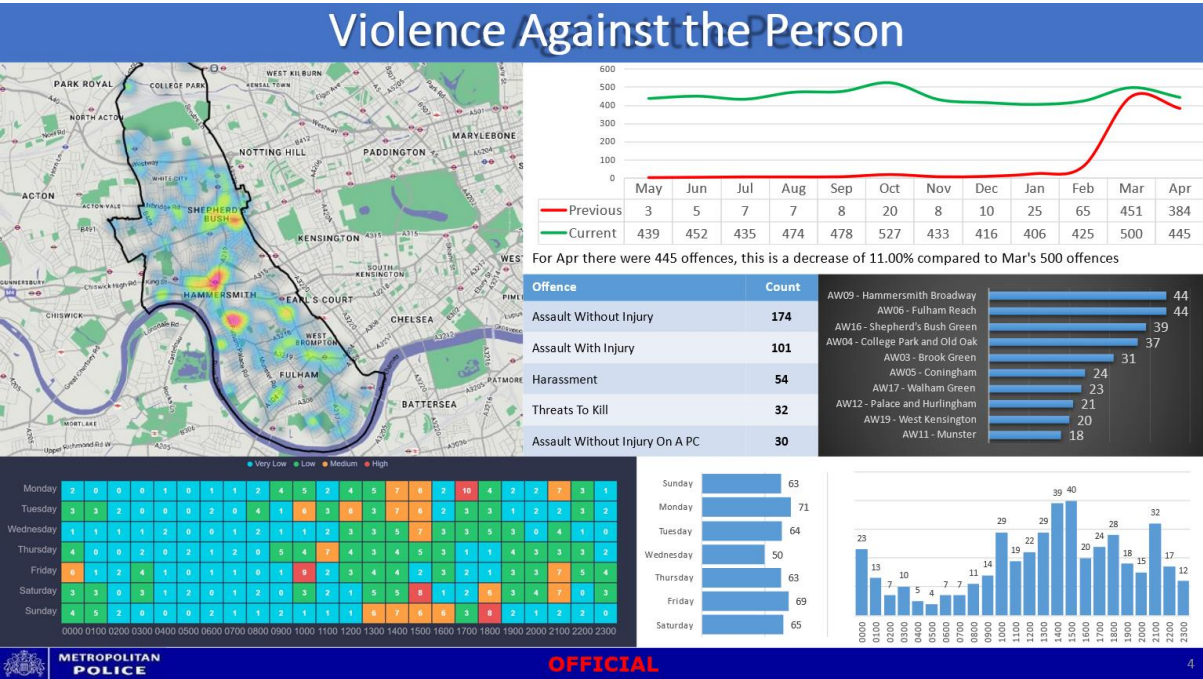 Violence Against the Person
WEST KILBURN
PARK ROYAL
COLLEGE PARK
KENSAL TOWN
NORTH ACTON
MARYLEBONE
NOTTING HILL
PADDINGTON
Westway
WHITE CITY
ACTON
ACTON VALE
SHEPHERD'S
BUSH
KENSINGTON
SOUTH
KENSINGTON
GUNNERSBURY
Chiswick High Rd
King St
HAMMERSMITH
EARL'S COURT
CHISWICK
CHELSEA
WEST
BROMPTON
FULHAM
BATTERSEA
MORTLAKE
Upper Richmond Rd W
600
500
400
300
200
100
0
May Jun Jul Aug Sep Oct Nov Dec Jan Feb Mar Apr
Previous 3 5 7 7 8 20 8 10 25 65 451 384
Current 439 452 435 474 478 527 433 416 406 425 500 445
For Apr there were 445 offences, this is a decrease of 11.00% compared to Mar's 500 offences
Offence Count
Assault Without Injury 174
Assault With Injury 101
Harassment 54
Threats To Kill 32
Assault Without Injury On A PC 30
AW09 - Hammersmith Broadway 44
AW06 - Fulham Reach 44
AW16 - Shepherd's Bush Green 39
AW04 - College Park and Old Oak 37
AW03 - Brook Green 31
AW05 - Coningham 24
AW17 - Walham Green 23
AW12 - Palace and Hurlingham 21
AW19 - West Kensington 20
AW11 - Munster 18
Very Low Low Medium High
Monday 2 0 0 0 1 0 1 1 2 4 5 2 4 5 7 6 2 10 4 2 2 7 3 1
Tuesday 3 3 2 0 0 0 2 0 4 1 6 3 6 3 7 6 2 3 3 1 2 2 3 2
Wednesday 1 1 1 1 2 0 0 1 2 1 1 2 3 3 5 7 3 3 5 3 0 4 1 0
Thursday 4 0 0 2 0 2 1 2 0 5 4 7 4 3 4 5 3 1 1 4 3 3 3 2
Friday 6 1 2 4 1 0 1 1 0 1 9 2 3 4 4 2 3 2 1 3 3 7 5 4
Saturday 3 3 0 3 1 2 0 1 2 0 3 2 1 5 5 8 1 2 6 3 4 7 0 3
Sunday 4 5 2 0 0 0 2 1 1 2 1 1 1 6 7 6 6 3 8 2 1 2 2 0
0000 0100 0200 0300 0400 0500 0600 0700 0800 0900 1000 1100 1200 1300 1400 1500 1600 1700 1800 1900 2000 2100 2200 2300
Sunday 63
Monday 71
Tuesday 64
Wednesday 50
Thursday 63
Friday 69
Saturday 65
23 13 7 10 5 4 7 7 11 14 29 19 22 29 39 40 20 24 28 18 15 32 17 12
0000 0100 0200 0300 0400 0500 0600 0700 0800 0900 1000 1100 1200 1300 1400 1500 1600 1700 1800 1900 2000 2100 2200 2300
METROPOLITAN
POLICE
OFFICIAL
4